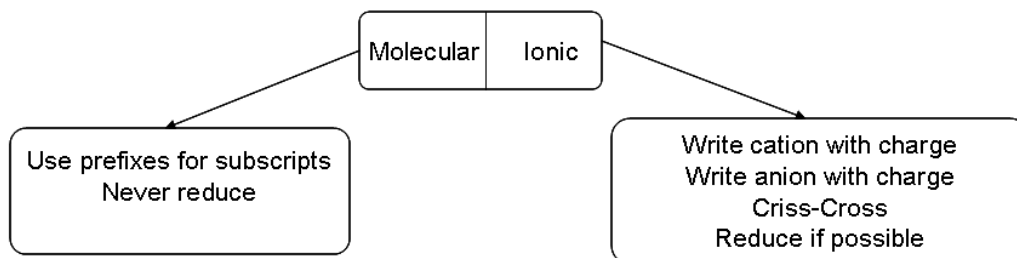 Molecular
Ionic
Use prefixes for subscripts
Never reduce
Write cation with charge
Write anion with charge
Criss-Cross
Reduce if possible